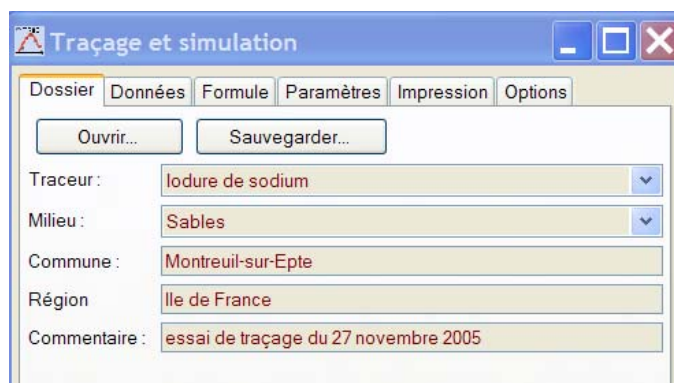 Traçage et simulation
Dossier Données Formule Paramètres Impression Options
Ouvrir... Sauvegarder...
Traceur : Iodure de sodium
Milieu : Sables
Commune : Montreuil-sur-Epte
Région Ile de France
Commentaire : essai de traçage du 27 novembre 2005